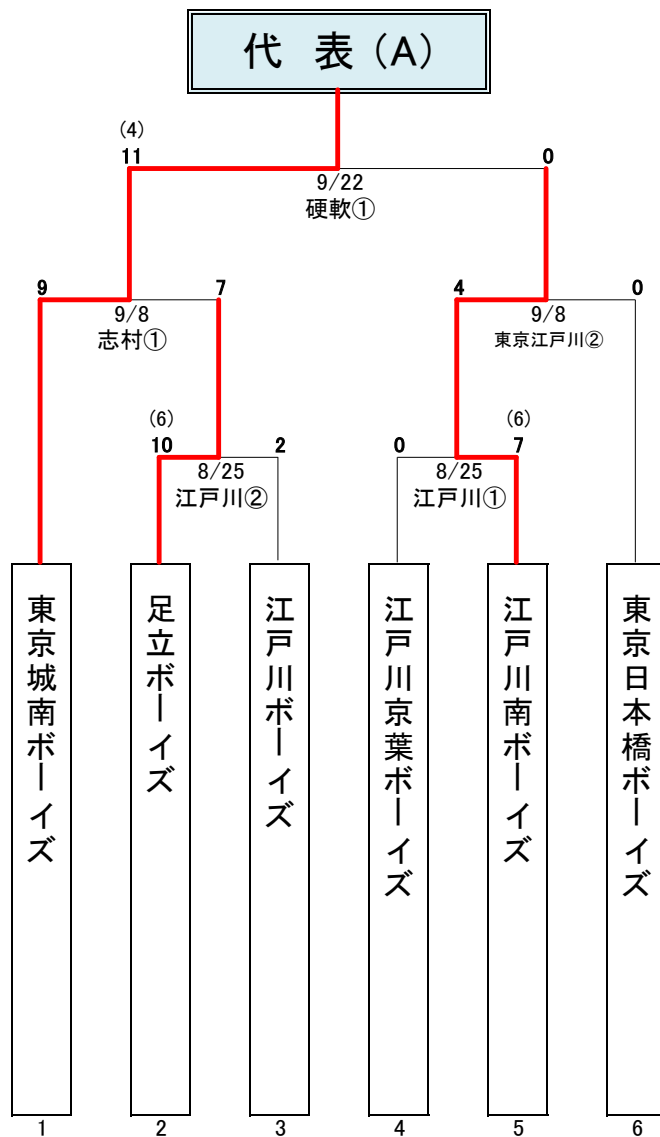 代 表 (A)
(4)
11
0
9/22
硬軟①
9
7
4
0
9/8
志村①
9/8
東京江戸川②
(6)
10
2
0
(6)
7
8/25
江戸川②
8/25
江戸川①
東京城南ボーイズ
足立ボーイズ
江戸川ボーイズ
江戸川京葉ボーイズ
江戸川南ボーイズ
東京日本橋ボーイズ
1
2
3
4
5
6